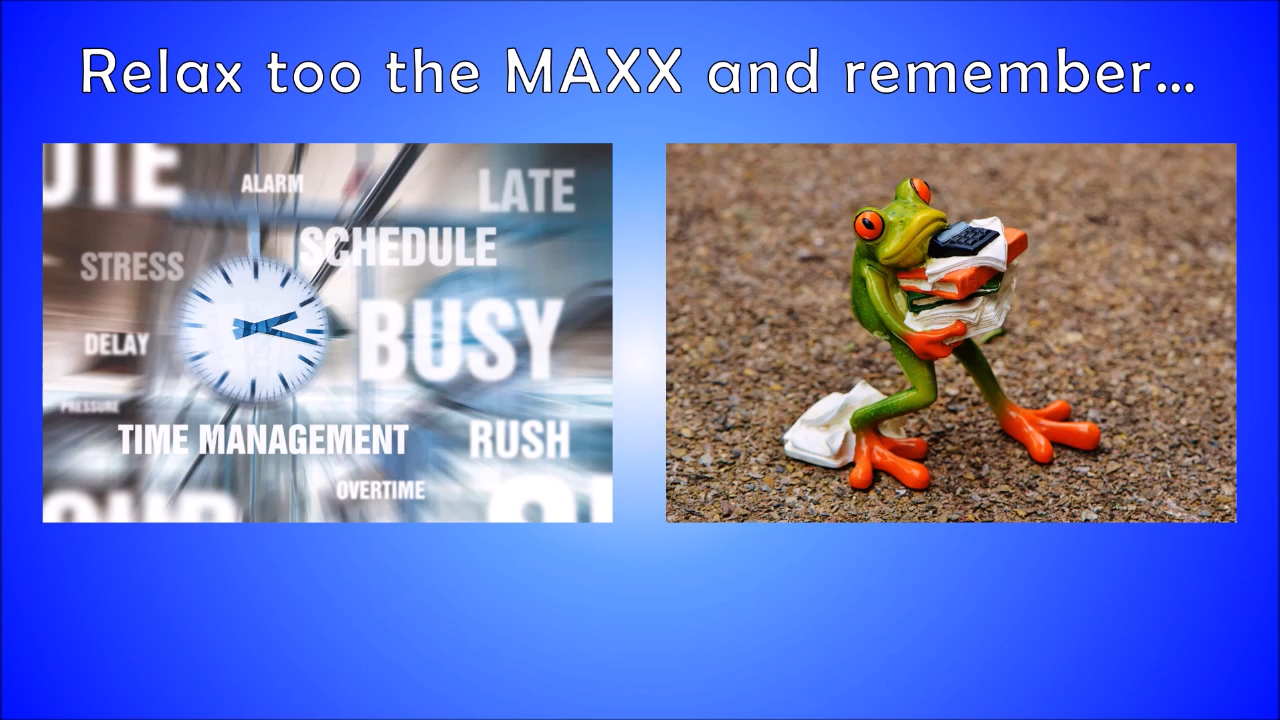 Relax too the MAXX and remember...
ALARM
LATE
SCHEDULE
STRESS
BUSY
DELAY
PRESSURE
TIME MANAGEMENT
RUSH
OVERTIME